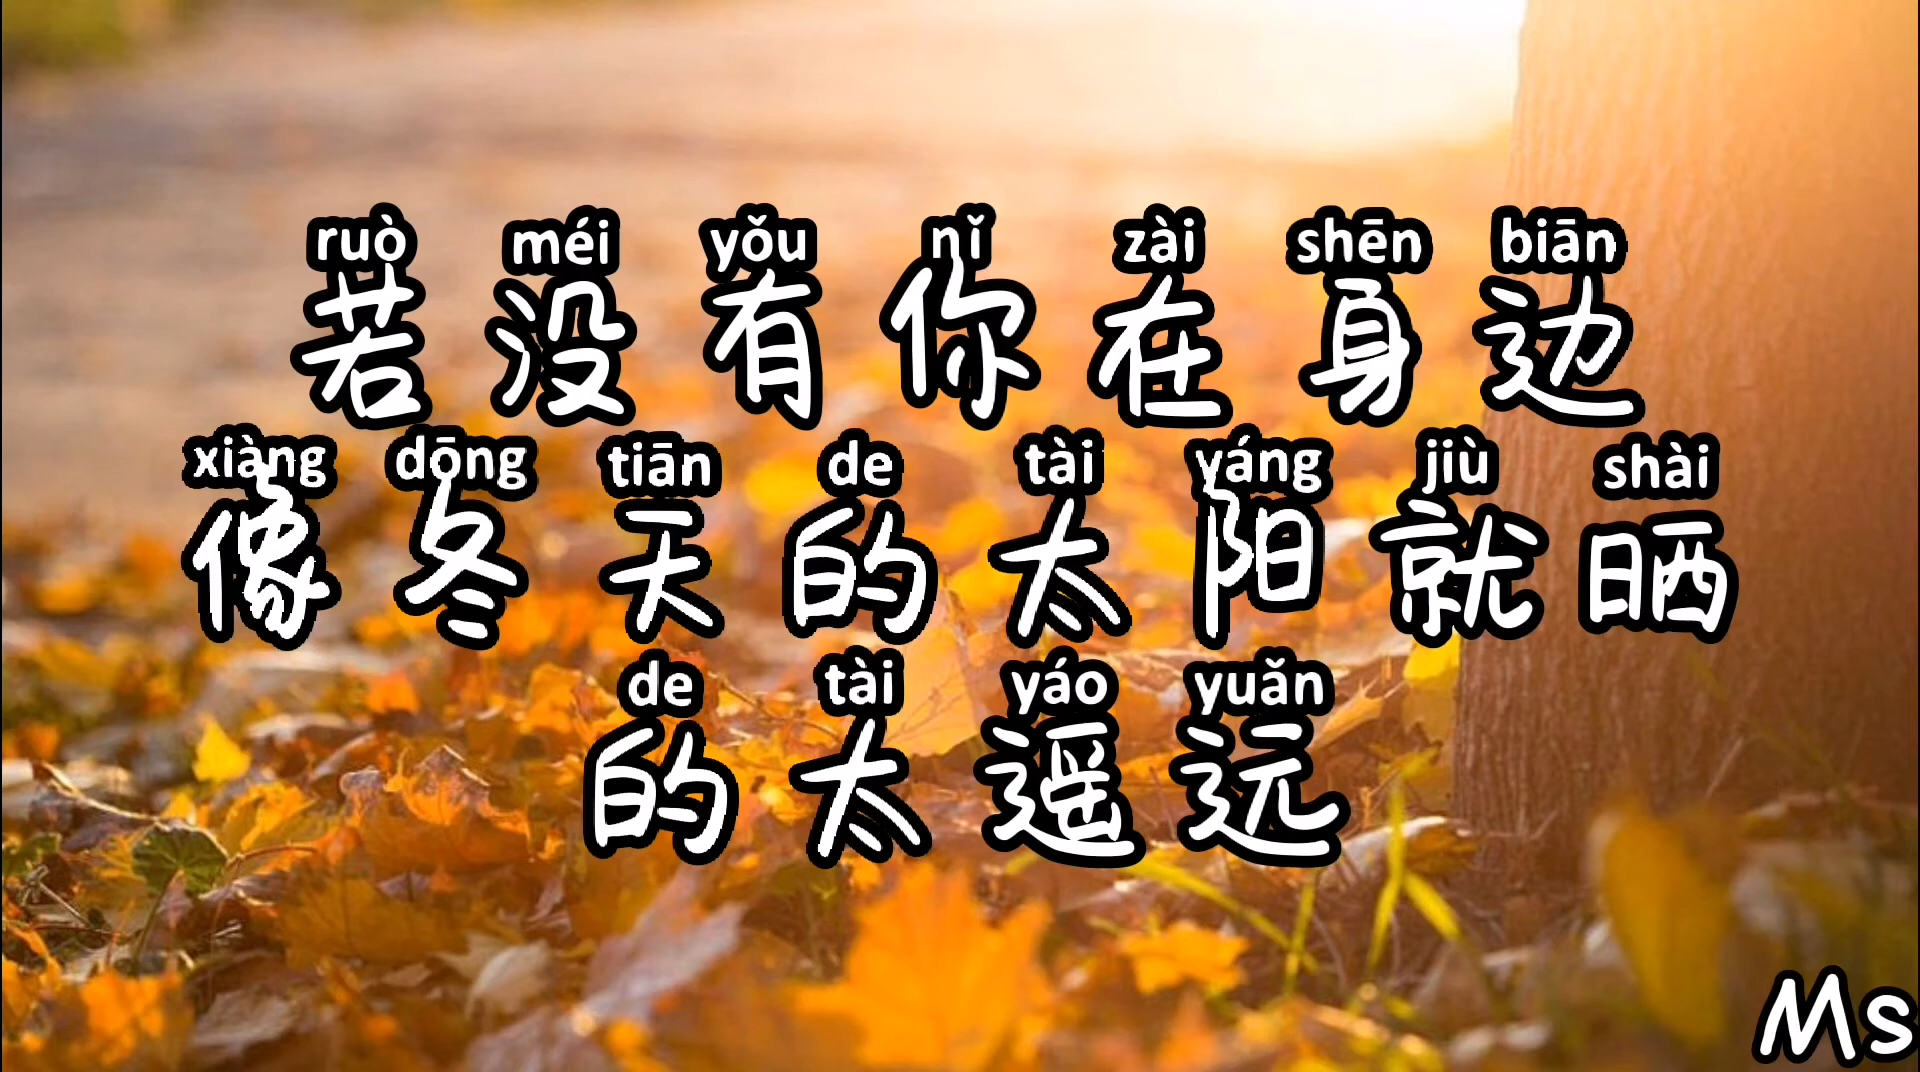 ruò méi yǒu nǐ zài shēn biān
若没有你在身边
xiàng dōng tiān de tài yáng jiù shài
像冬天的太阳就晒
de tài yáo yuǎn
的太遥远
Ms